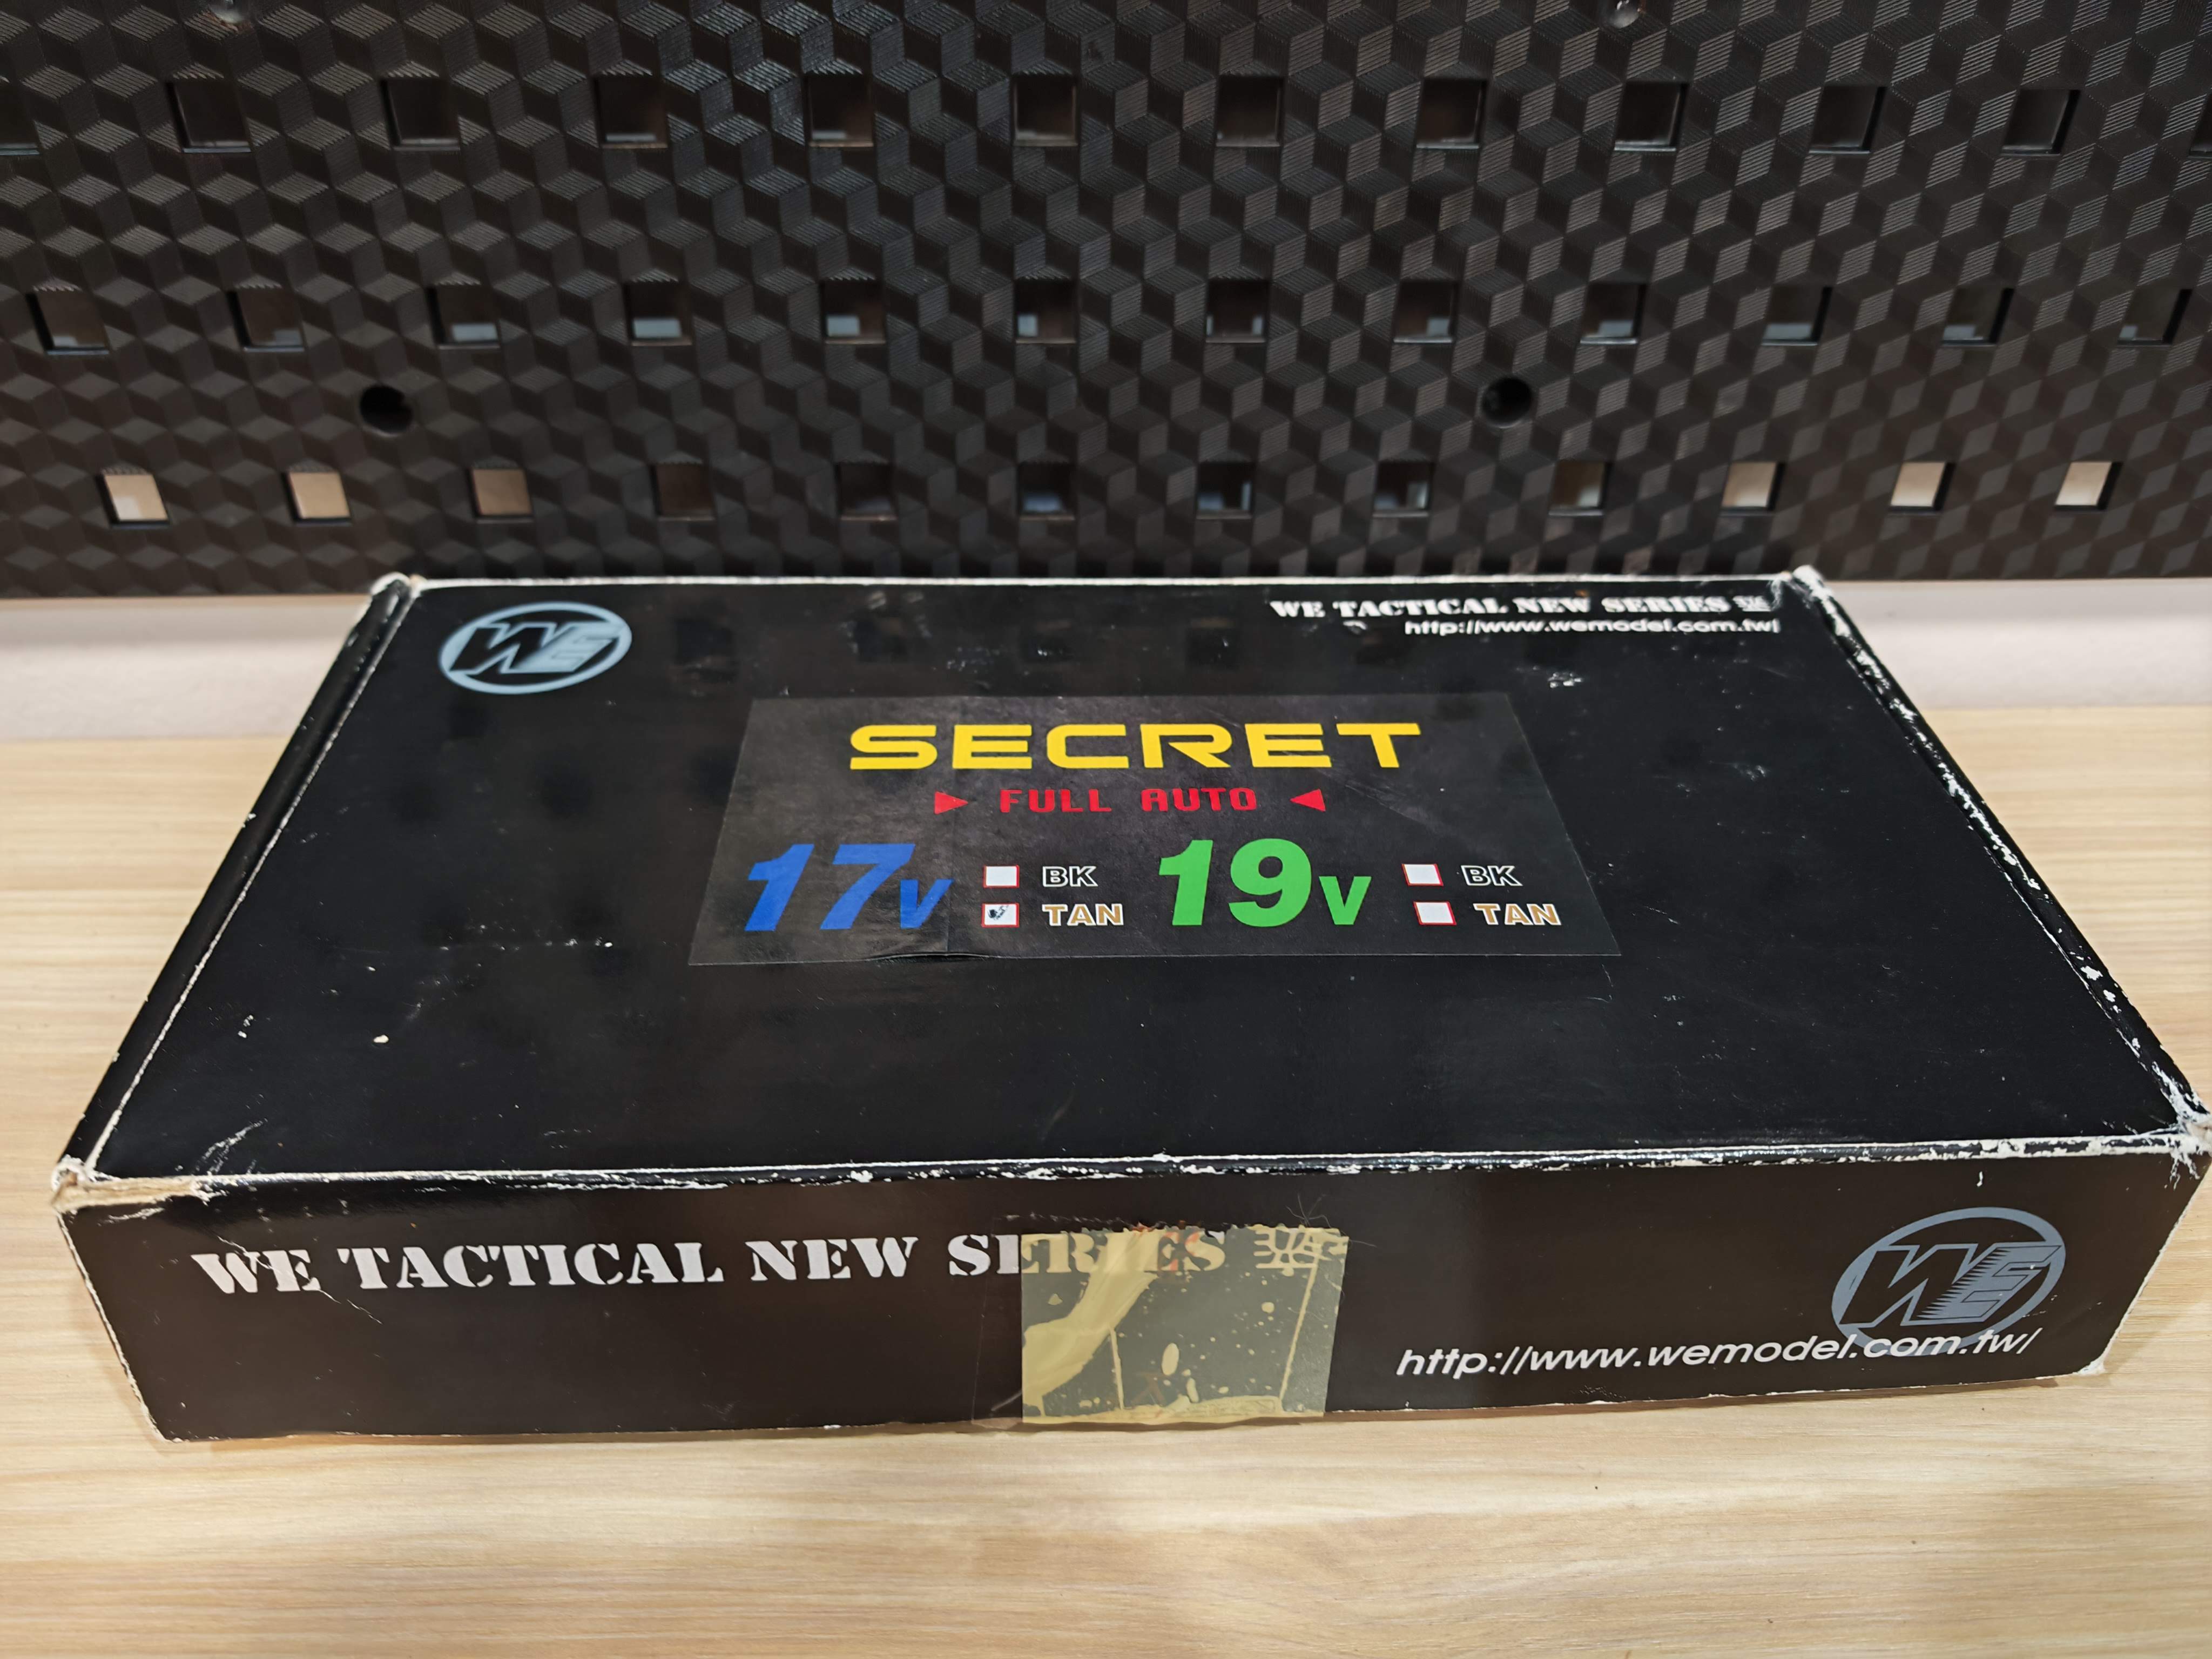 WE
WE TACTICAL NEW SERIES
http://www.wemodel.com.tw/
SECRET
FULL AUTO
17V BK 19V BK
TAN TAN
WE TACTICAL NEW SERIES
WE
http://www.wemodel.com.tw/